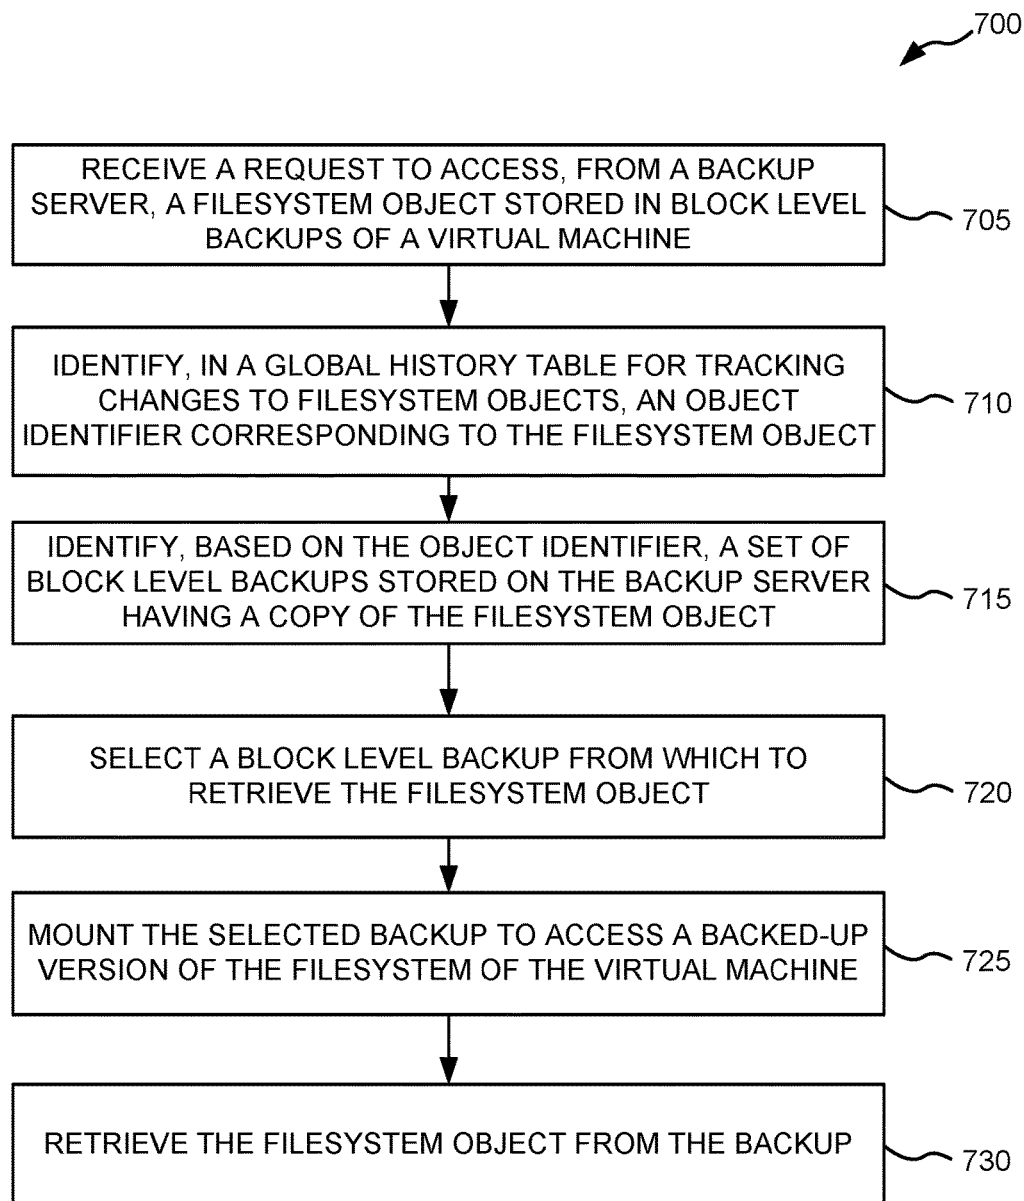 700
RECEIVE A REQUEST TO ACCESS, FROM A BACKUP
SERVER, A FILESYSTEM OBJECT STORED IN BLOCK LEVEL
BACKUPS OF A VIRTUAL MACHINE
705
IDENTIFY, IN A GLOBAL HISTORY TABLE FOR TRACKING
CHANGES TO FILESYSTEM OBJECTS, AN OBJECT
IDENTIFIER CORRESPONDING TO THE FILESYSTEM OBJECT
710
IDENTIFY, BASED ON THE OBJECT IDENTIFIER, A SET OF
BLOCK LEVEL BACKUPS STORED ON THE BACKUP SERVER
HAVING A COPY OF THE FILESYSTEM OBJECT
715
SELECT A BLOCK LEVEL BACKUP FROM WHICH TO
RETRIEVE THE FILESYSTEM OBJECT
720
MOUNT THE SELECTED BACKUP TO ACCESS A BACKED-UP
VERSION OF THE FILESYSTEM OF THE VIRTUAL MACHINE
725
RETRIEVE THE FILESYSTEM OBJECT FROM THE BACKUP
730